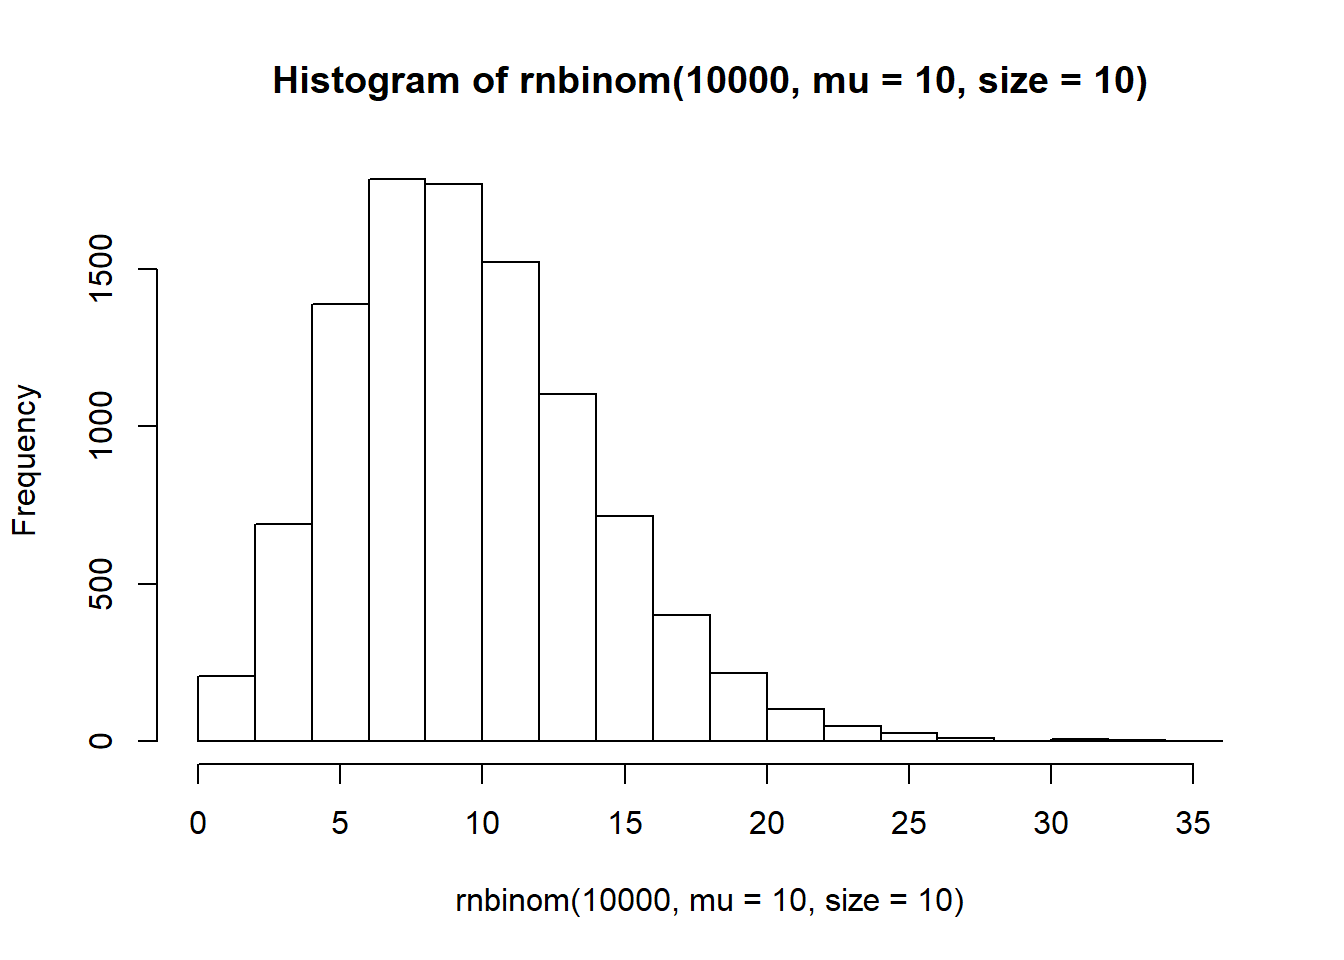 Histogram of rnbinom(10000, mu = 10, size = 10)
Frequency
1500
1000
500
0
0 5 10 15 20 25 30 35
rnbinom(10000, mu = 10, size = 10)